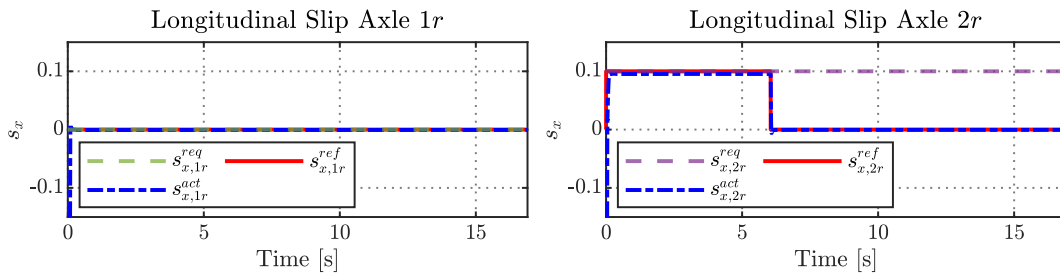 Longitudinal Slip Axle 1r
0.1
0
-0.1
s_x
s_{x,1r}^{req}
s_{x,1r}^{ref}
s_{x,1r}^{act}
0 5 10 15
Time [s]
Longitudinal Slip Axle 2r
0.1
0
-0.1
s_x
s_{x,2r}^{req}
s_{x,2r}^{ref}
s_{x,2r}^{act}
0 5 10 15
Time [s]